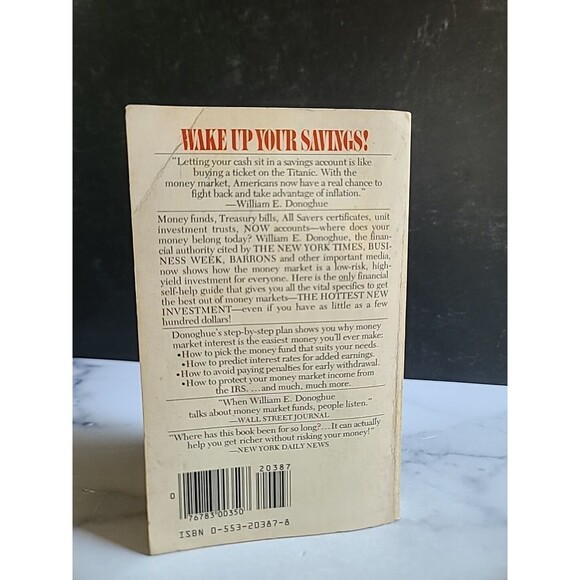 WAKE UP YOUR SAVINGS!
"Letting your cash sit in a savings account is like
buying a ticket on the Titanic. With the
money market, Americans now have a real chance to
fight back and take advantage of inflation."
—William E. Donoghue
Money funds, Treasury bills, All Savers certificates, unit
investment trusts, NOW accounts—where does your
money belong today? William E. Donoghue, the finan-
cial authority cited by THE NEW YORK TIMES, BUSI-
NESS WEEK, BARRONS and other important media,
now shows how the money market is a low-risk, high-
yield investment for everyone. Here is the only financial
self-help guide that gives you all the vital specifics to get
the best out of money markets—THE HOTTEST NEW
INVESTMENT—even if you have as little as a few
hundred dollars!
Donoghue's step-by-step plan shows you why money
market interest is the easiest money you'll ever make:
•How to pick the money fund that suits your needs.
•How to predict interest rates for added earnings.
•How to avoid paying penalties for early withdrawal.
•How to protect your money market income from
the IRS. ...and much, much more.
"When William E. Donoghue
talks about money market funds, people listen."
—WALL STREET JOURNAL
"Where has this book been for so long?...It can actually
help you get richer without risking your money!"
—NEW YORK DAILY NEWS
20387
0
76783 00350
ISBN 0-553-20387-8